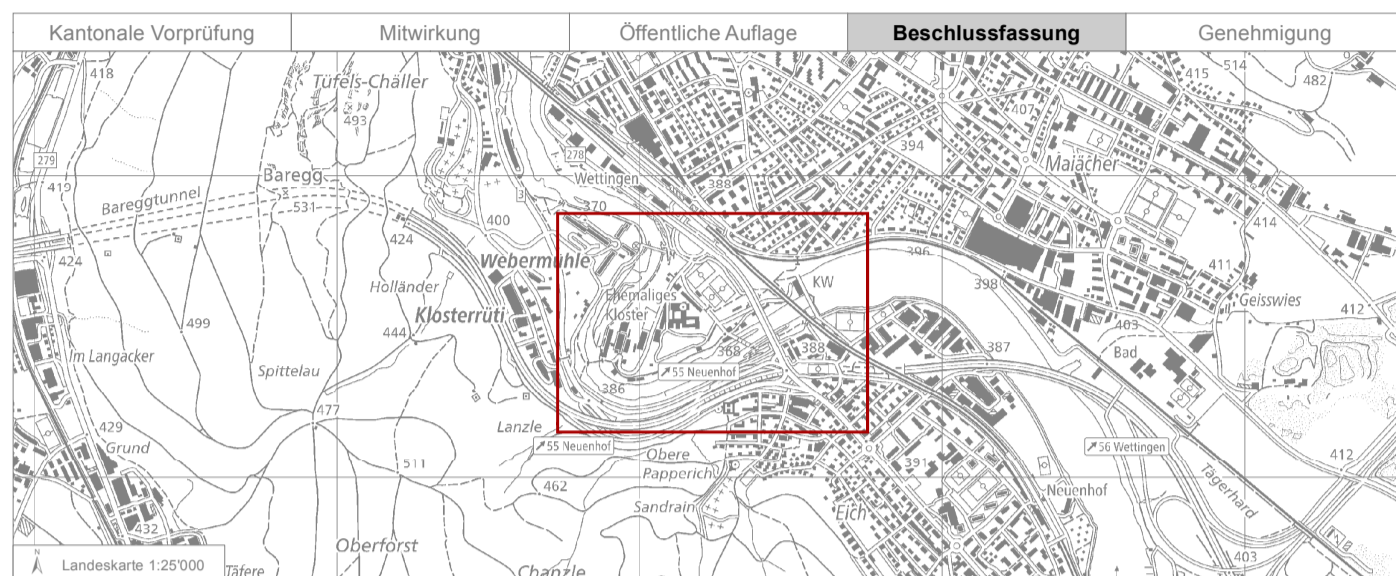 Kantonale Vorprüfung Mitwirkung Öffentliche Auflage Beschlussfassung Genehmigung
418
Tüfels-Chäller
493
415
514
482
407
279
278
394
Maiächer
419
Bareggtunnel
Baregg
531
Wettingen
388
3
400
370
414
424
424
Webermühle
396
Holländer
Ehemaliges
Kloster
KW
398
411
Geisswies
412
499
Klosterrüti
444
403
Im Langacker
Spittelau
368
388
387
Bad
55 Neuenhof
386
477
429
Grund
Lanzle
55 Neuenhof
Obere
Papperich
56 Wettingen
511
391
412
462
Neuenhof
Tägerhard
Sandrain
Eich
432
Oberforst
403
N
Landeskarte 1:25'000
Täfere
Chanzle